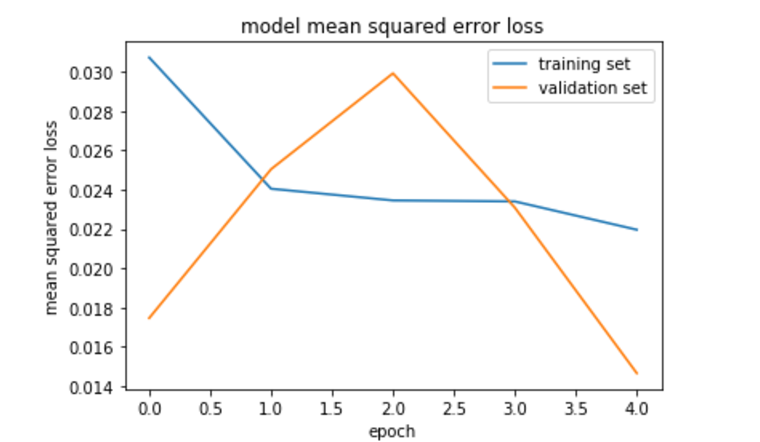 model mean squared error loss
training set
validation set
mean squared error loss
0.030
0.028
0.026
0.024
0.022
0.020
0.018
0.016
0.014
0.0 0.5 1.0 1.5 2.0 2.5 3.0 3.5 4.0
epoch